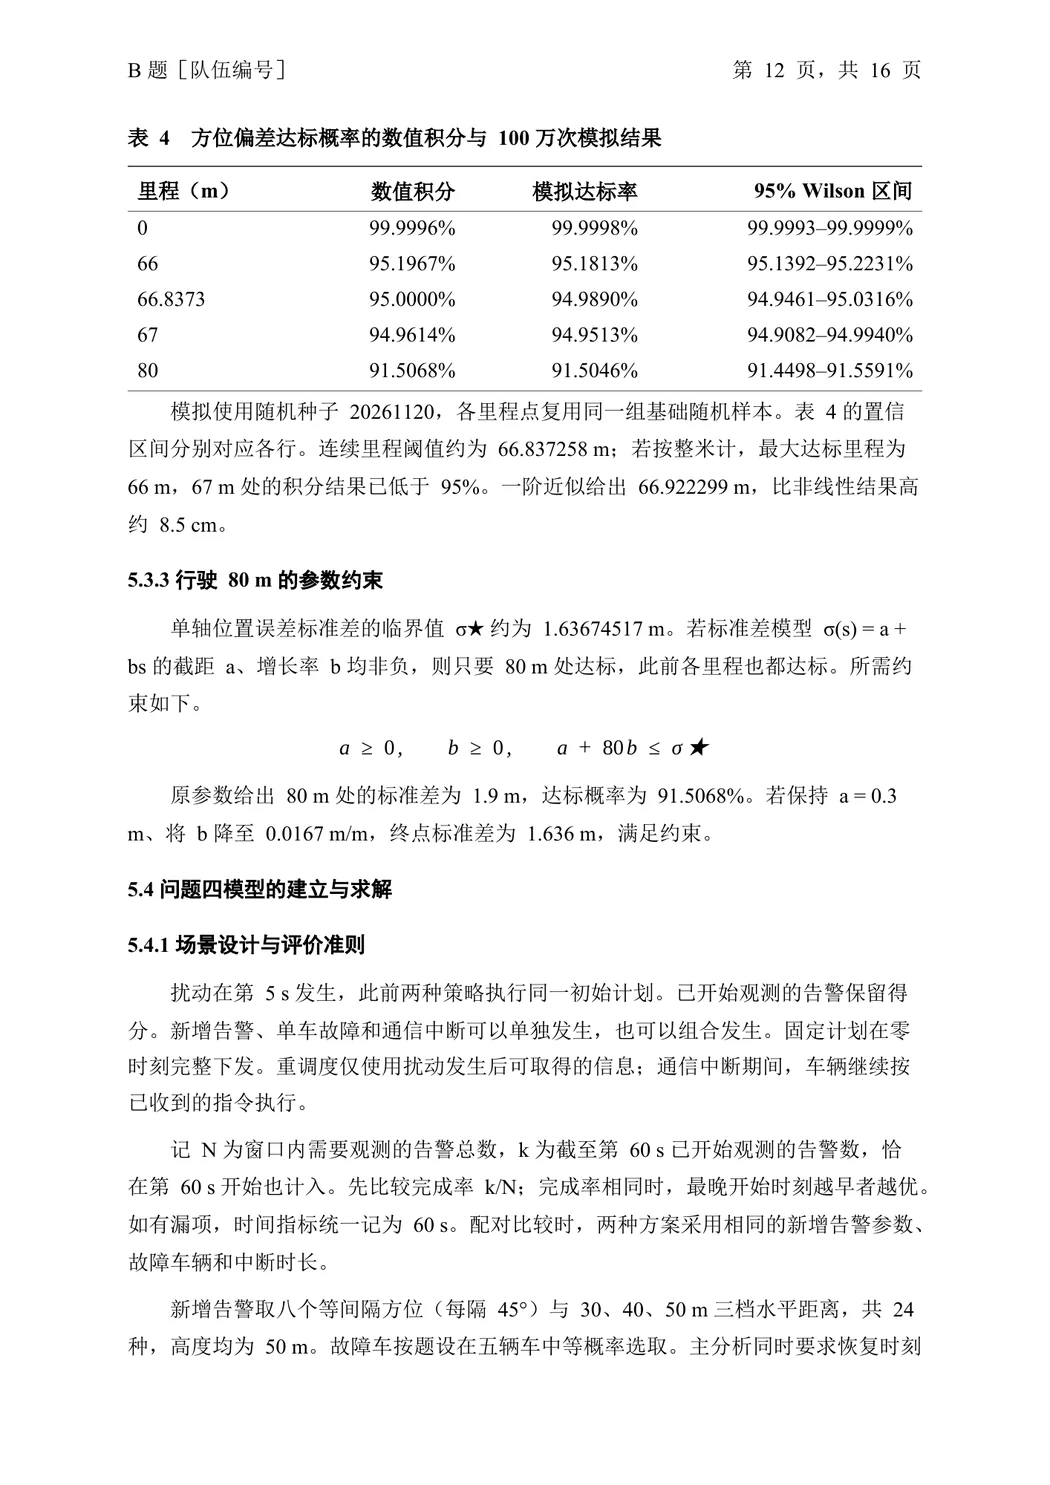 B 题［队伍编号］ 第 12 页，共 16 页
表 4 方位偏差达标概率的数值积分与 100 万次模拟结果
里程（m） 数值积分 模拟达标率 95% Wilson 区间
0 99.9996% 99.9998% 99.9993–99.9999%
66 95.1967% 95.1813% 95.1392–95.2231%
66.8373 95.0000% 94.9890% 94.9461–95.0316%
67 94.9614% 94.9513% 94.9082–94.9940%
80 91.5068% 91.5046% 91.4498–91.5591%
模拟使用随机种子 20261120，各里程点复用同一组基础随机样本。表 4 的置信
区间分别对应各行。连续里程阈值约为 66.837258 m；若按整米计，最大达标里程为
66 m，67 m 处的积分结果已低于 95%。一阶近似给出 66.922299 m，比非线性结果高
约 8.5 cm。
5.3.3 行驶 80 m 的参数约束
单轴位置误差标准差的临界值 σ★ 约为 1.63674517 m。若标准差模型 σ(s) = a +
bs 的截距 a、增长率 b 均非负，则只要 80 m 处达标，此前各里程也都达标。所需约
束如下。
a ≥ 0, b ≥ 0, a + 80b ≤ σ★
原参数给出 80 m 处的标准差为 1.9 m，达标概率为 91.5068%。若保持 a = 0.3
m、将 b 降至 0.0167 m/m，终点标准差为 1.636 m，满足约束。
5.4 问题四模型的建立与求解
5.4.1 场景设计与评价准则
扰动在第 5 s 发生，此前两种策略执行同一初始计划。已开始观测的告警保留得
分。新增告警、单车故障和通信中断可以单独发生，也可以组合发生。固定计划在零
时刻完整下发。重调度仅使用扰动发生后可取得的信息；通信中断期间，车辆继续按
已收到的指令执行。
记 N 为窗口内需要观测的告警总数，k 为截至第 60 s 已开始观测的告警数，恰
在第 60 s 开始也计入。先比较完成率 k/N；完成率相同时，最晚开始时刻越早者越优。
如有漏项，时间指标统一记为 60 s。配对比较时，两种方案采用相同的新增告警参数、
故障车辆和中断时长。
新增告警取八个等间隔方位（每隔 45°）与 30、40、50 m 三档水平距离，共 24
种，高度均为 50 m。故障车按题设在五辆车中等概率选取。主分析同时要求恢复时刻